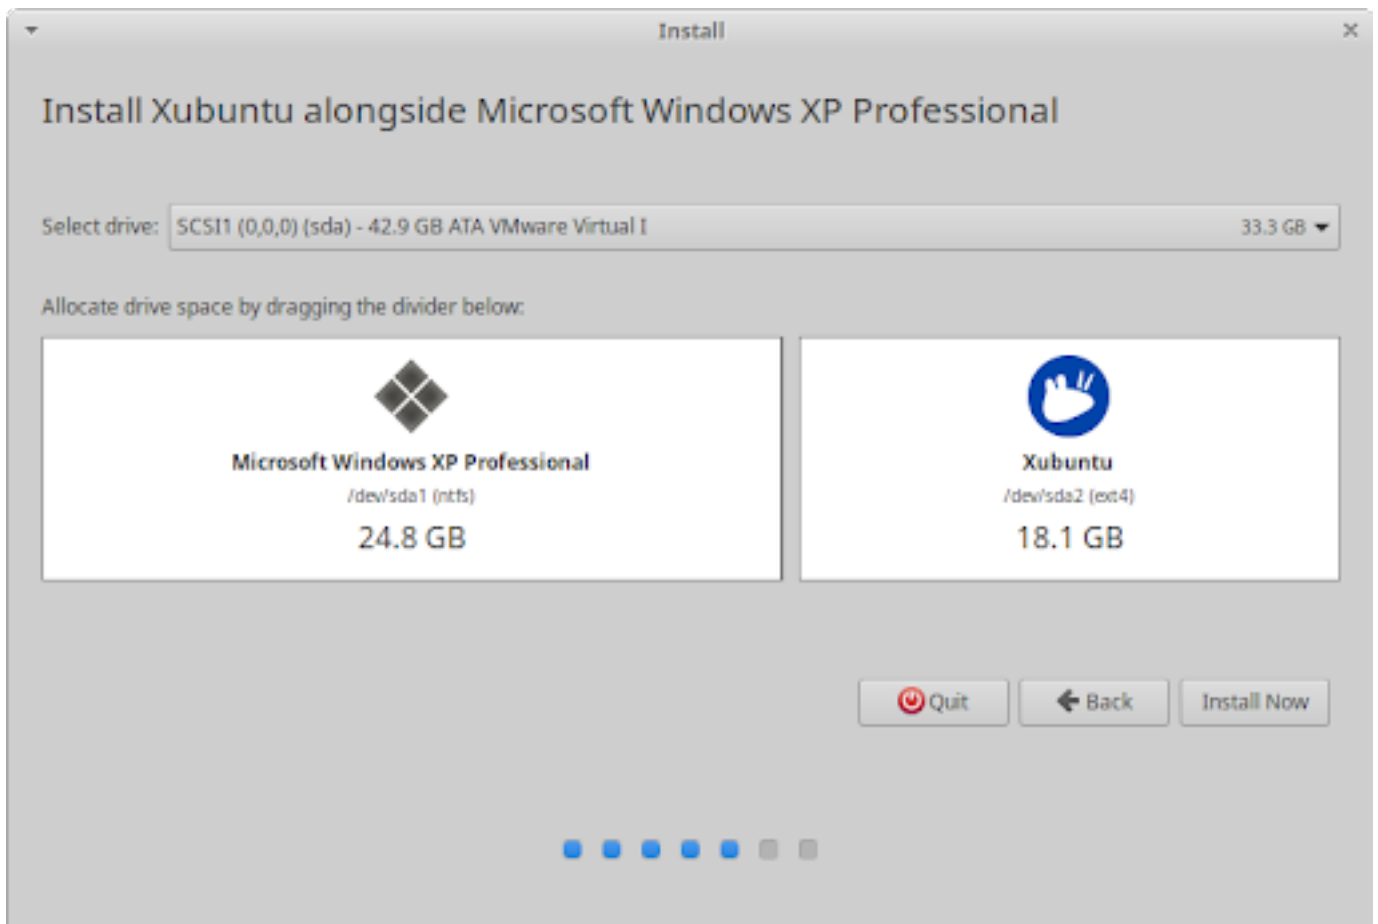 Install
Install Xubuntu alongside Microsoft Windows XP Professional
Select drive: SCSI1 (0,0,0) (sda) - 42.9 GB ATA VMware Virtual I 33.3 GB
Allocate drive space by dragging the divider below:
Microsoft Windows XP Professional
/dev/sda1 (ntfs)
24.8 GB
Xubuntu
/dev/sda2 (ext4)
18.1 GB
Quit Back Install Now